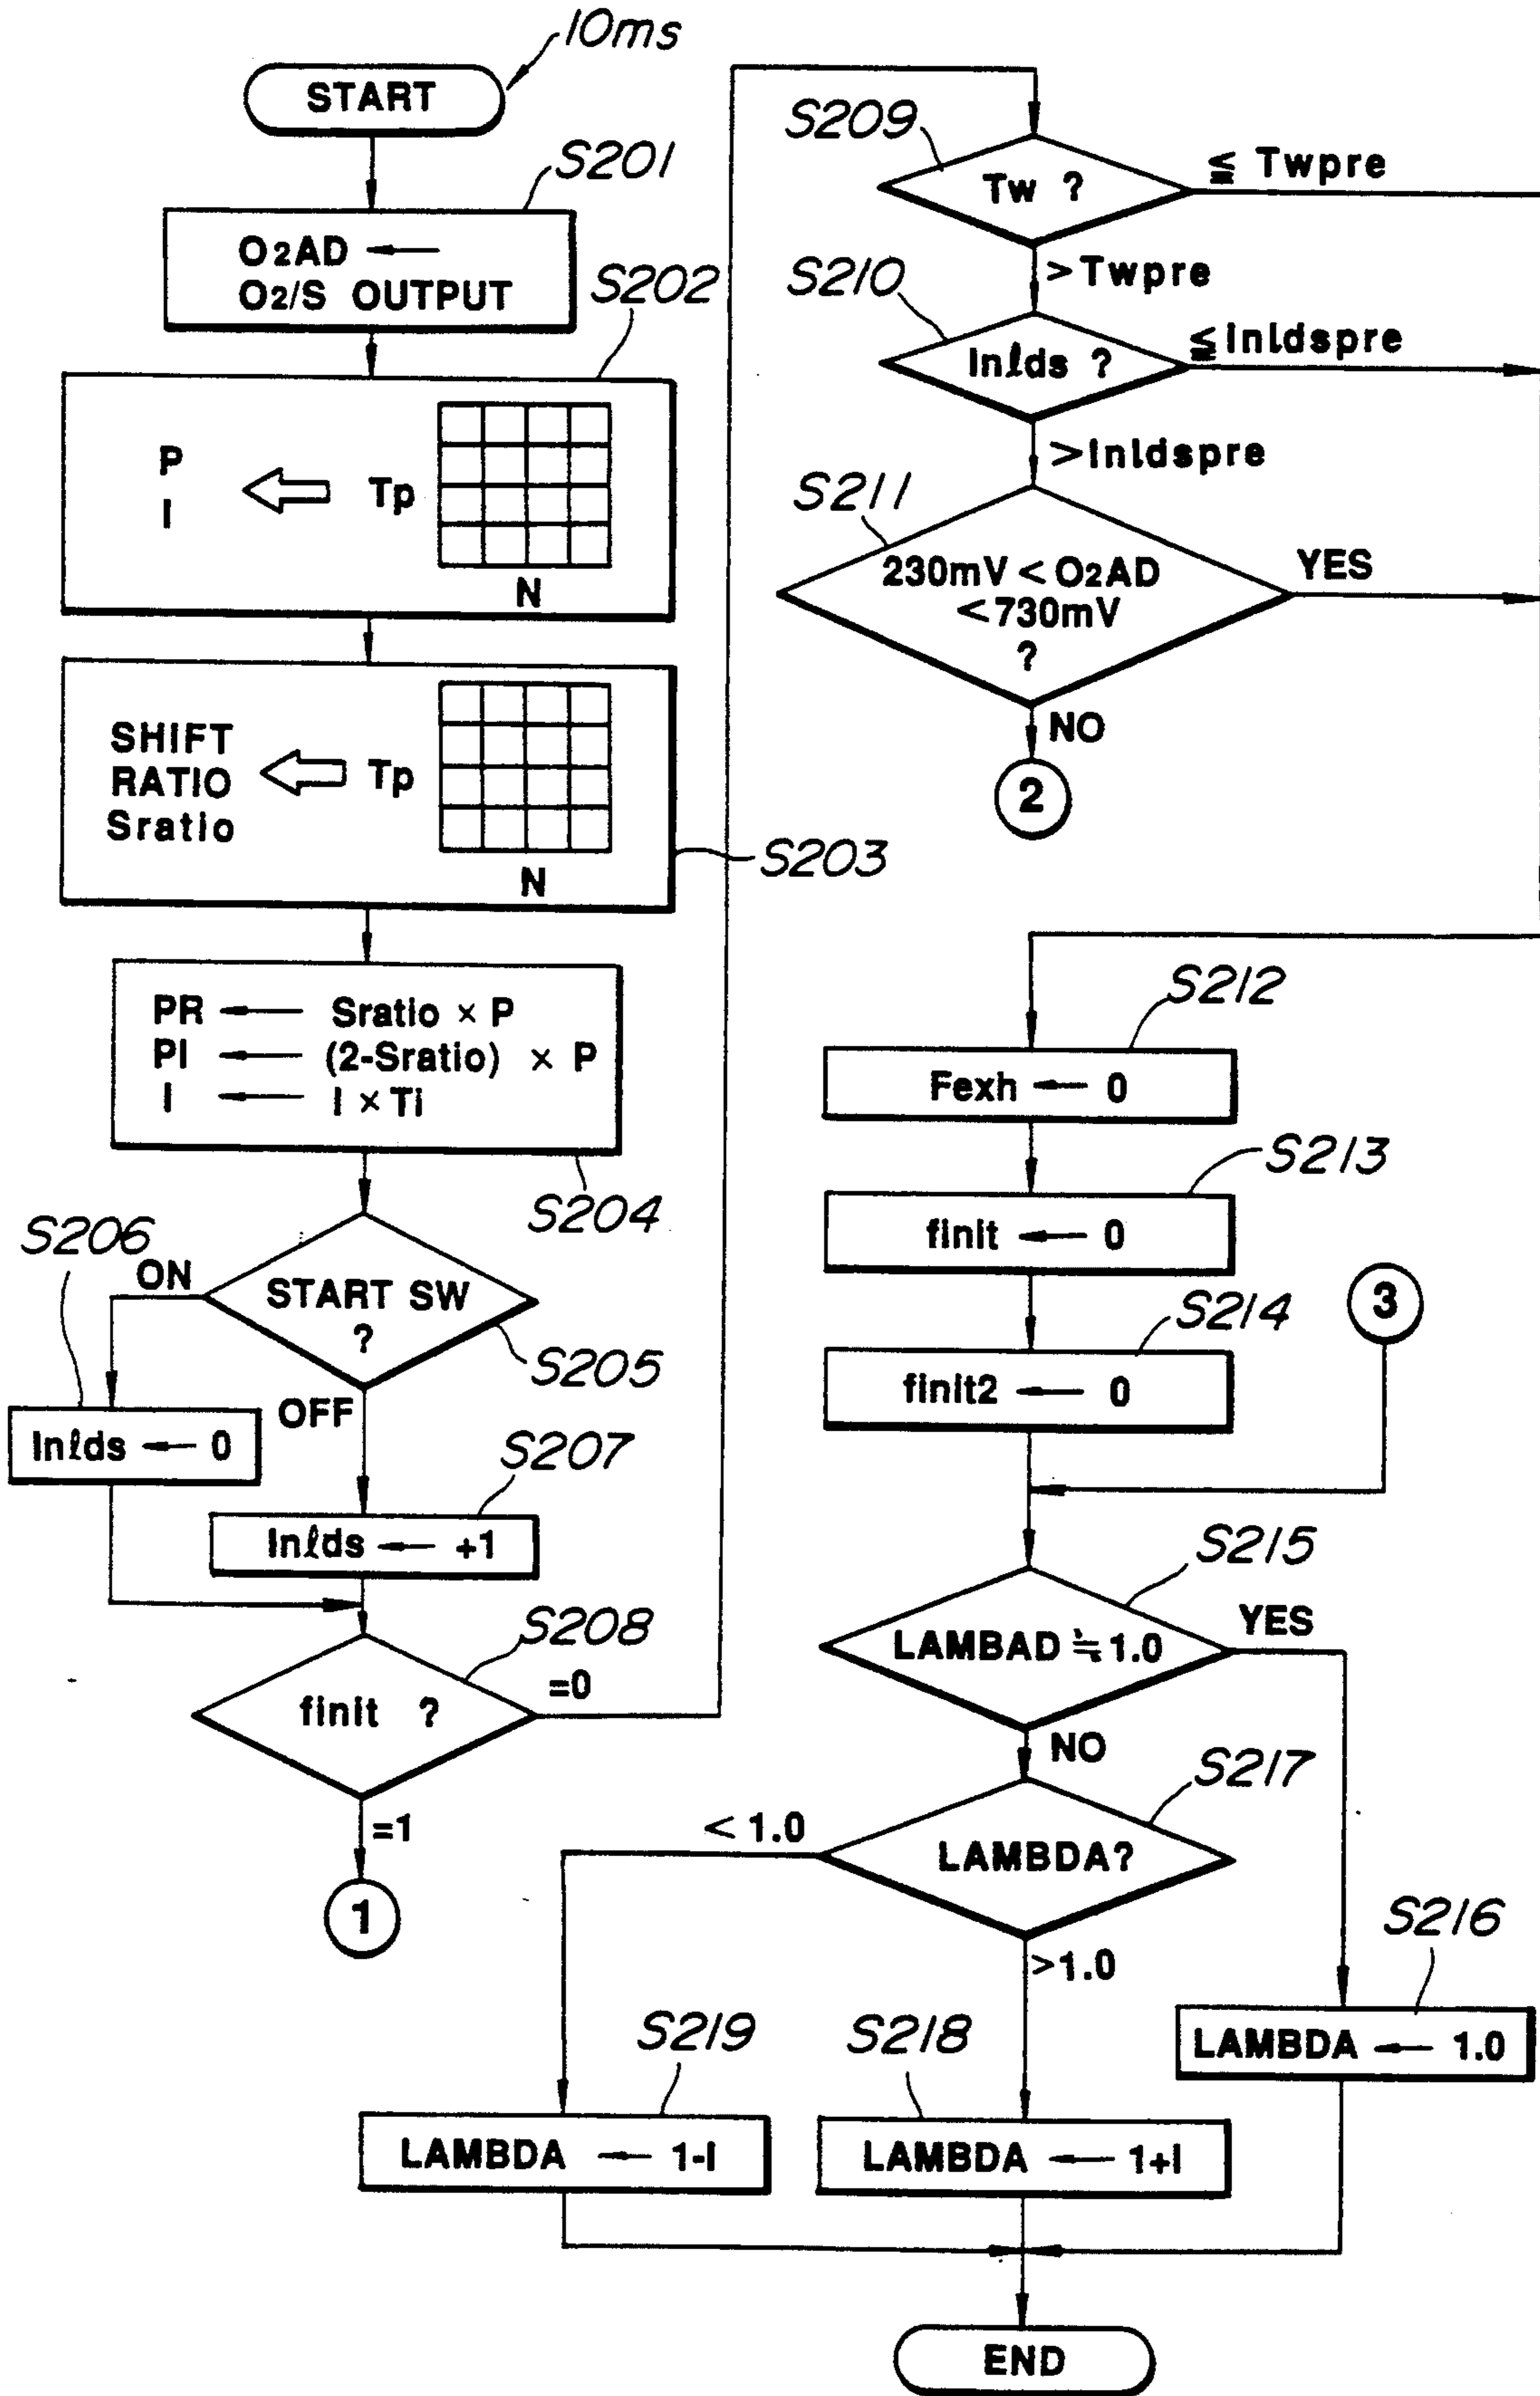 10ms
START
S201
O2AD ←
O2/S OUTPUT
S202
P
I
Tp
N
SHIFT
RATIO
Sratio
Tp
N
S203
PR ← Sratio × P
PI ← (2-Sratio) × P
I ← I × Ti
S204
START SW
?
S205
ON
OFF
S206
Inℓds ← 0
S207
Inℓds ← +1
S208
finit ?
=0
=1
1
S209
Tw ?
≦ Twpre
>Twpre
S210
Inℓds ?
≦Inldspre
>Inldspre
S211
230mV < O2AD
<730mV
?
YES
NO
2
S212
Fexh ← 0
S213
finit ← 0
S214
finit2 ← 0
3
S215
LAMBAD ≒ 1.0
YES
NO
S217
LAMBDA?
< 1.0
>1.0
S216
LAMBDA ← 1.0
S219
LAMBDA ← 1-I
S218
LAMBDA ← 1+I
END